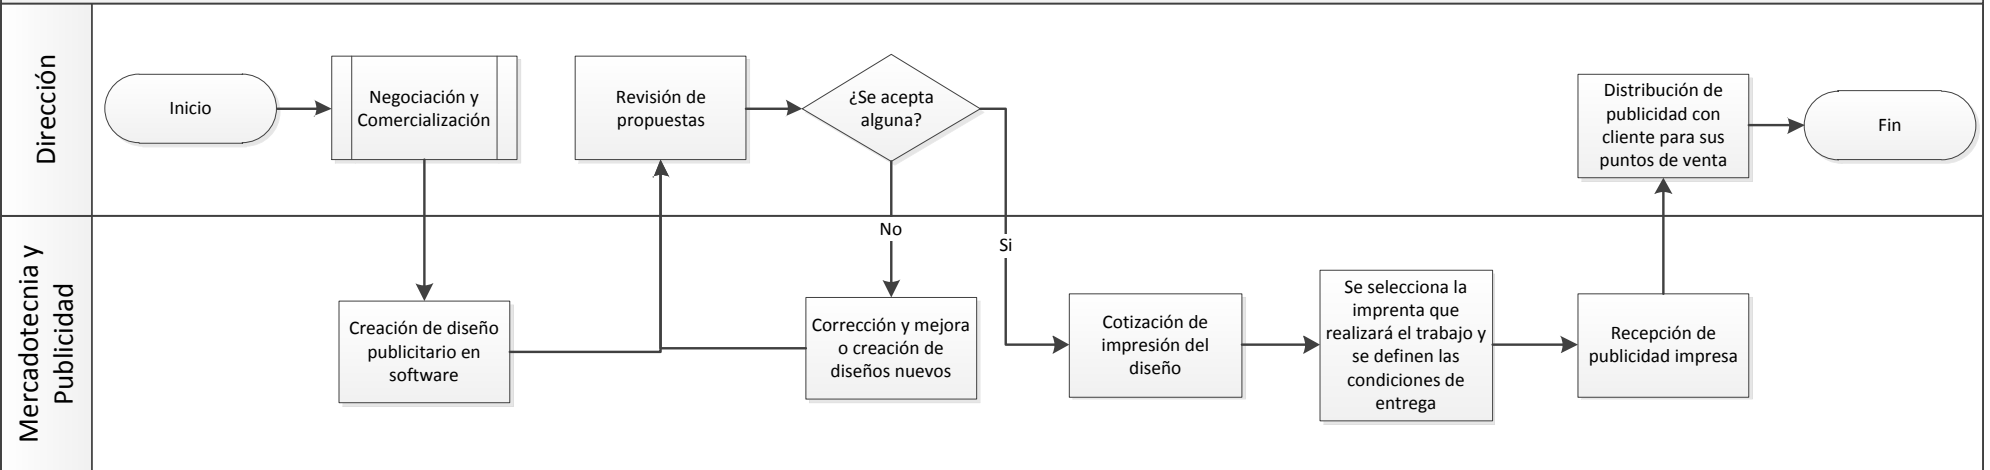 Dirección
Inicio
Negociación y
Comercialización
Revisión de
propuestas
¿Se acepta
alguna?
Distribución de
publicidad con
cliente para sus
puntos de venta
Fin
No
Si
Mercadotecnia y
Publicidad
Creación de diseño
publicitario en
software
Corrección y mejora
o creación de
diseños nuevos
Cotización de
impresión del
diseño
Se selecciona la
imprenta que
realizará el trabajo y
se definen las
condiciones de
entrega
Recepción de
publicidad impresa